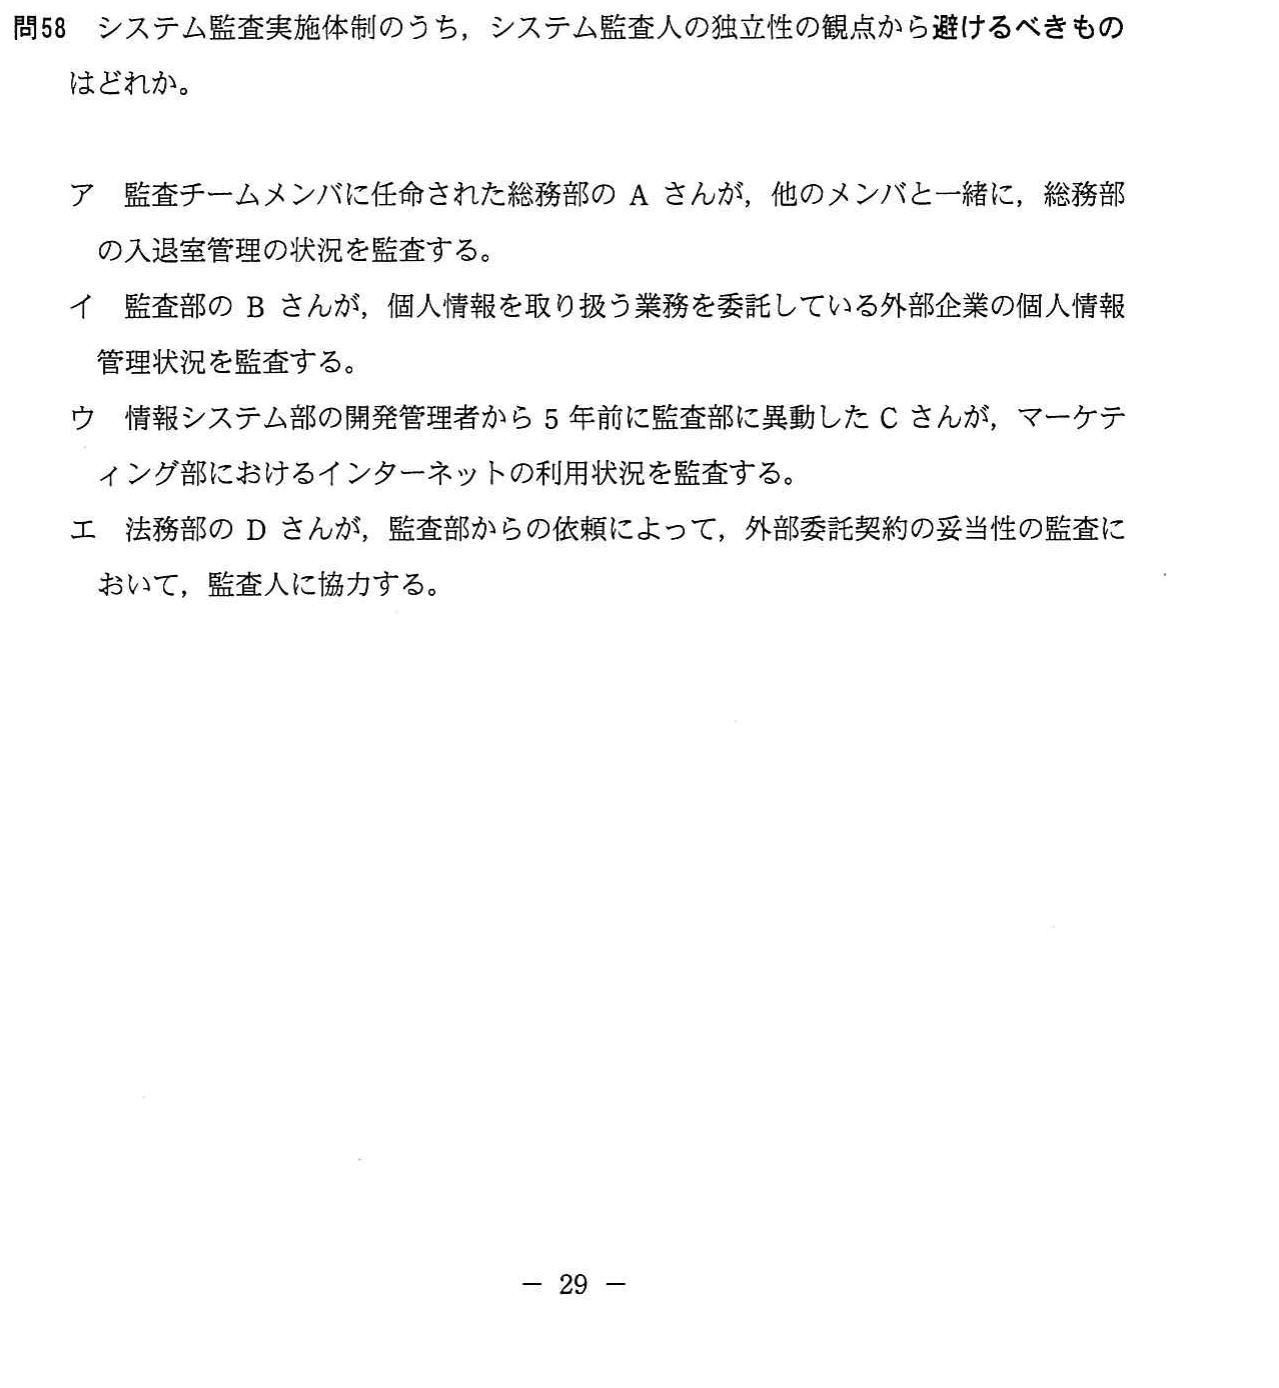 問58　システム監査実施体制のうち，システム監査人の独立性の観点から避けるべきもの
はどれか。
ア　監査チームメンバに任命された総務部の A さんが，他のメンバと一緒に，総務部
の入退室管理の状況を監査する。
イ　監査部の B さんが，個人情報を取り扱う業務を委託している外部企業の個人情報
管理状況を監査する。
ウ　情報システム部の開発管理者から 5 年前に監査部に異動した C さんが，マーケテ
ィング部におけるインターネットの利用状況を監査する。
エ　法務部の D さんが，監査部からの依頼によって，外部委託契約の妥当性の監査に
おいて，監査人に協力する。
－ 29 －